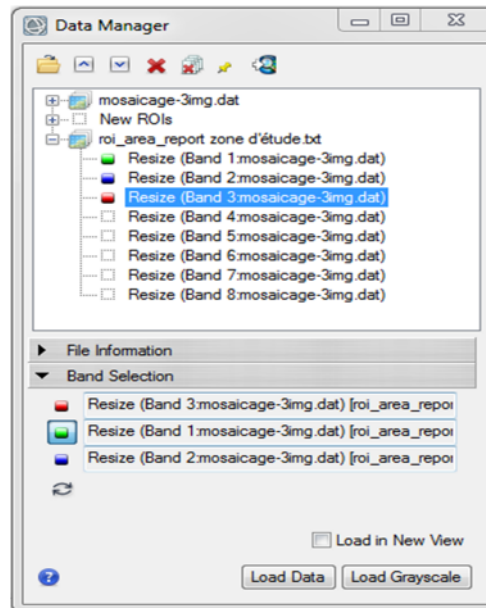 Data Manager
mosaicage-3img.dat
New ROIs
roi_area_report zone d'étude.txt
Resize (Band 1:mosaicage-3img.dat)
Resize (Band 2:mosaicage-3img.dat)
Resize (Band 3:mosaicage-3img.dat)
Resize (Band 4:mosaicage-3img.dat)
Resize (Band 5:mosaicage-3img.dat)
Resize (Band 6:mosaicage-3img.dat)
Resize (Band 7:mosaicage-3img.dat)
Resize (Band 8:mosaicage-3img.dat)
File Information
Band Selection
Resize (Band 3:mosaicage-3img.dat) [roi_area_repor
Resize (Band 1:mosaicage-3img.dat) [roi_area_repor
Resize (Band 2:mosaicage-3img.dat) [roi_area_repor
Load in New View
Load Data Load Grayscale